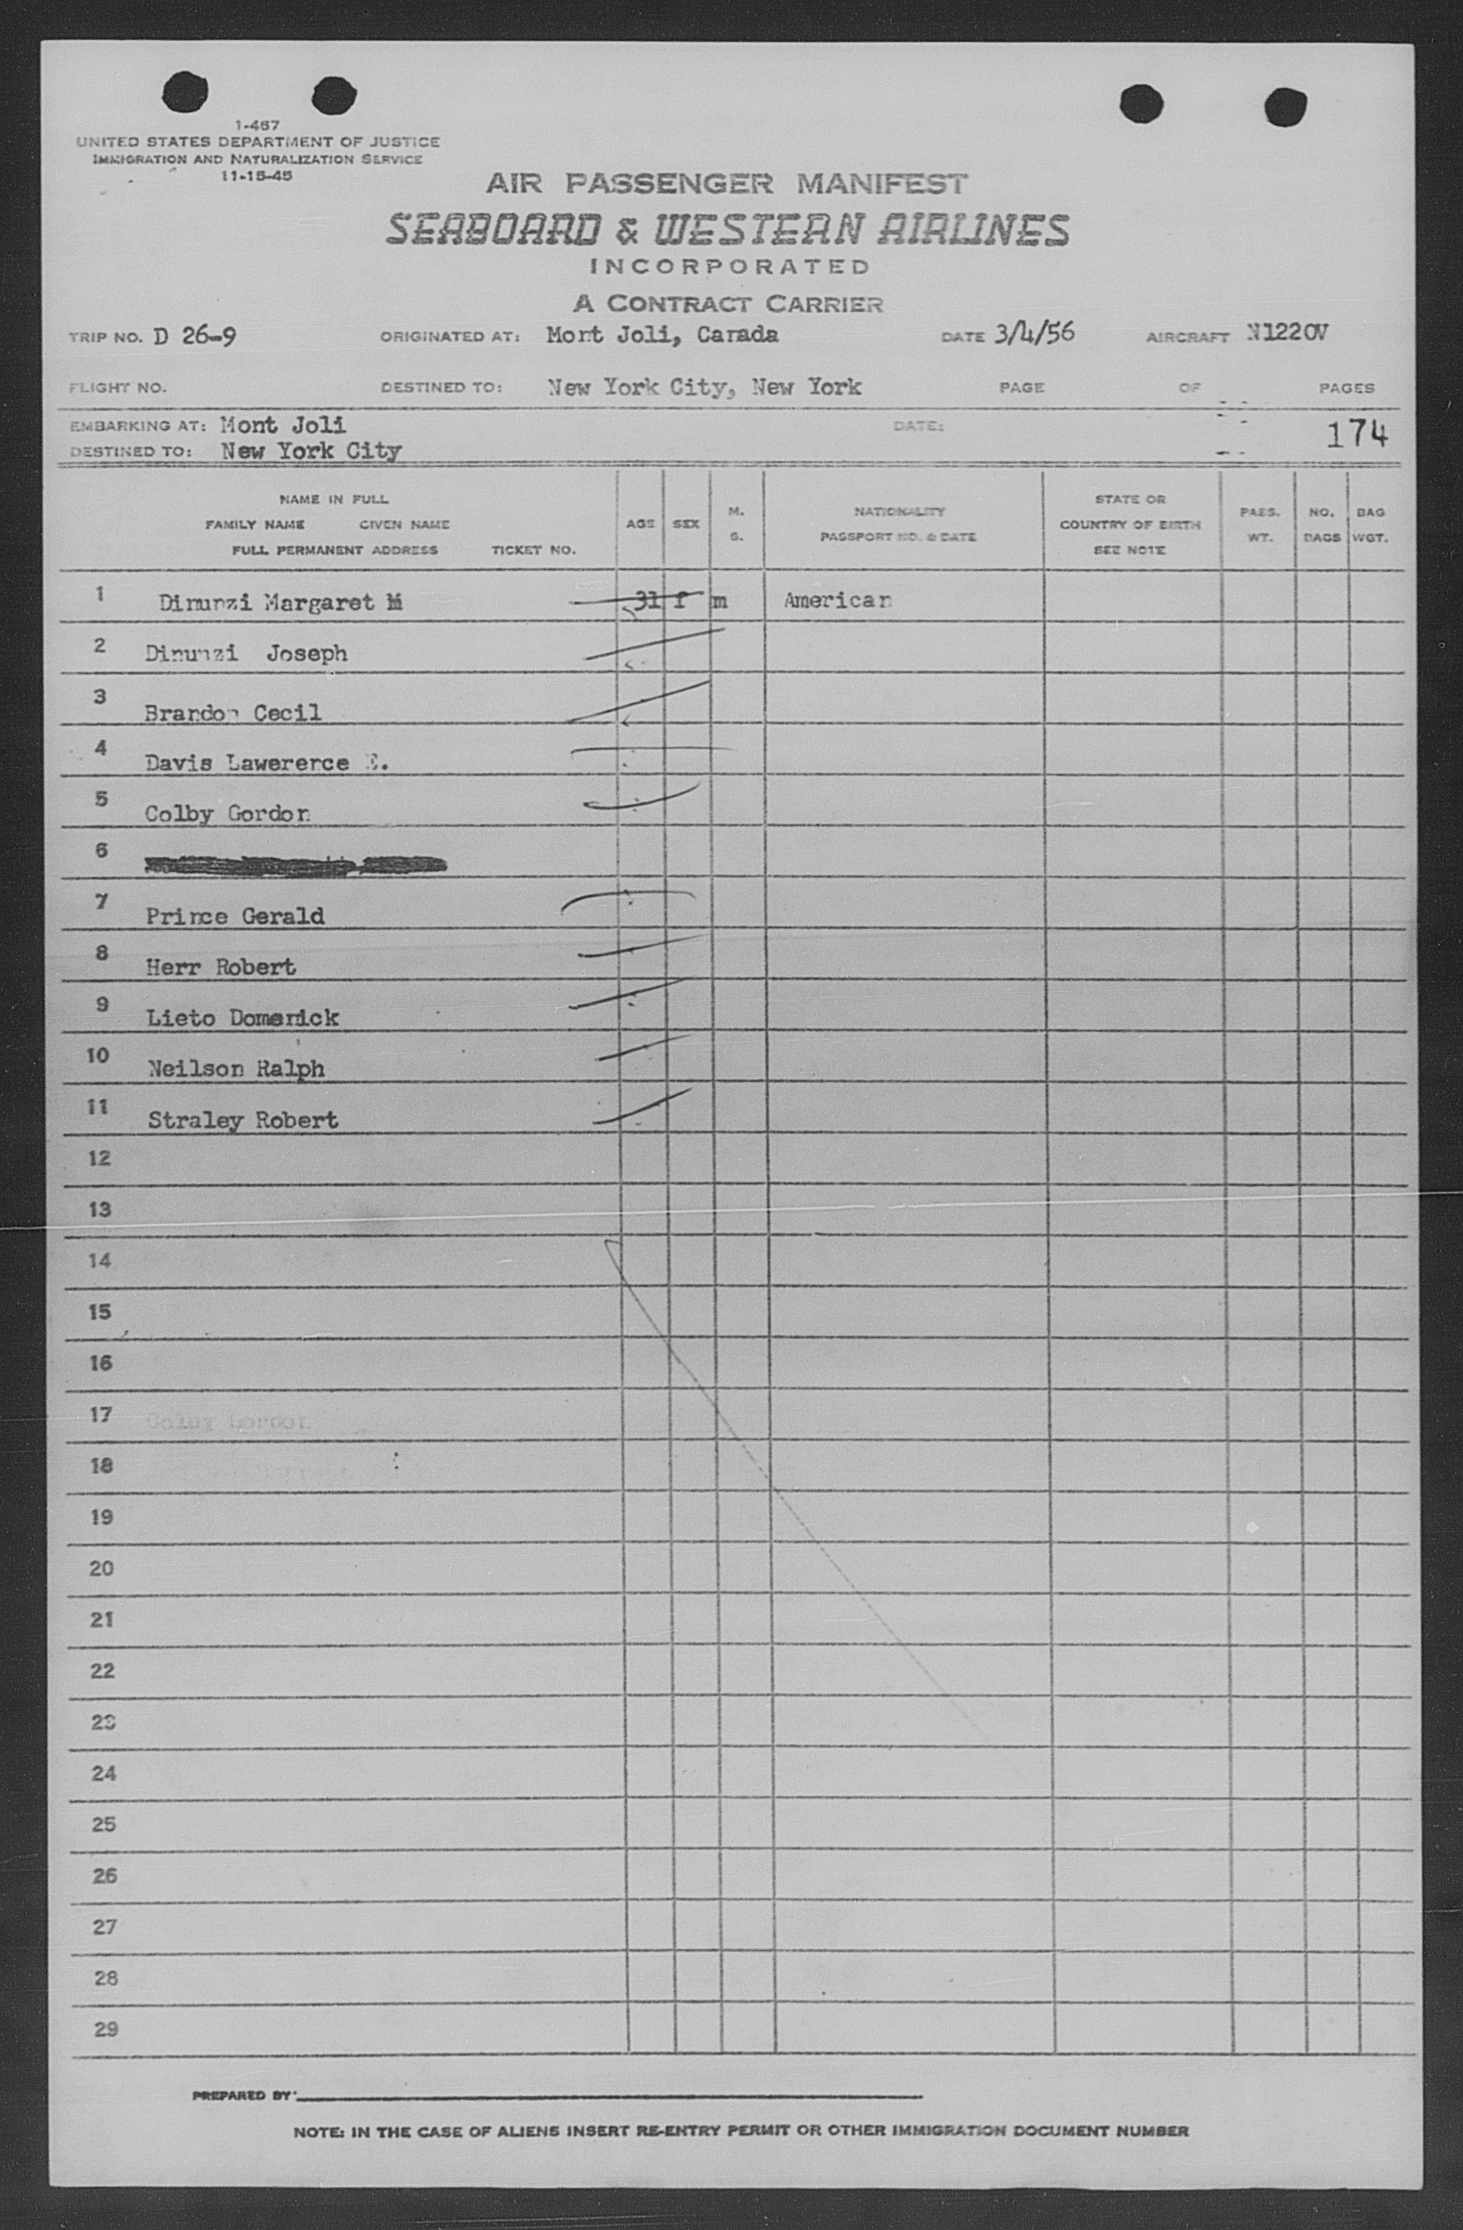 1-467
UNITED STATES DEPARTMENT OF JUSTICE
IMMIGRATION AND NATURALIZATION SERVICE
11-15-45
AIR PASSENGER MANIFEST
SEABOARD & WESTERN AIRLINES
INCORPORATED
A CONTRACT CARRIER
TRIP NO. D 26-9 ORIGINATED AT: Mont Joli, Canada DATE 3/4/56 AIRCRAFT N1220V
FLIGHT NO. DESTINED TO: New York City, New York PAGE OF PAGES
EMBARKING AT: Mont Joli DATE: 174
DESTINED TO: New York City
NAME IN FULL
FAMILY NAME GIVEN NAME
FULL PERMANENT ADDRESS TICKET NO.
AGE SEX M. S.
NATIONALITY
PASSPORT NO. & DATE
STATE OR
COUNTRY OF BIRTH
SEE NOTE
PASS. WT. NO. BAGS BAG WGT.
1 Dinunzi Margaret M 31 f m American
2 Dinunzi Joseph
3 Brandon Cecil
4 Davis Lawerence E.
5 Colby Gordon
6
7 Prince Gerald
8 Herr Robert
9 Lieto Domenick
10 Neilson Ralph
11 Straley Robert
12
13
14
15
16
17 Colby Gordon
18
19
20
21
22
23
24
25
26
27
28
29
PREPARED BY
NOTE: IN THE CASE OF ALIENS INSERT RE-ENTRY PERMIT OR OTHER IMMIGRATION DOCUMENT NUMBER